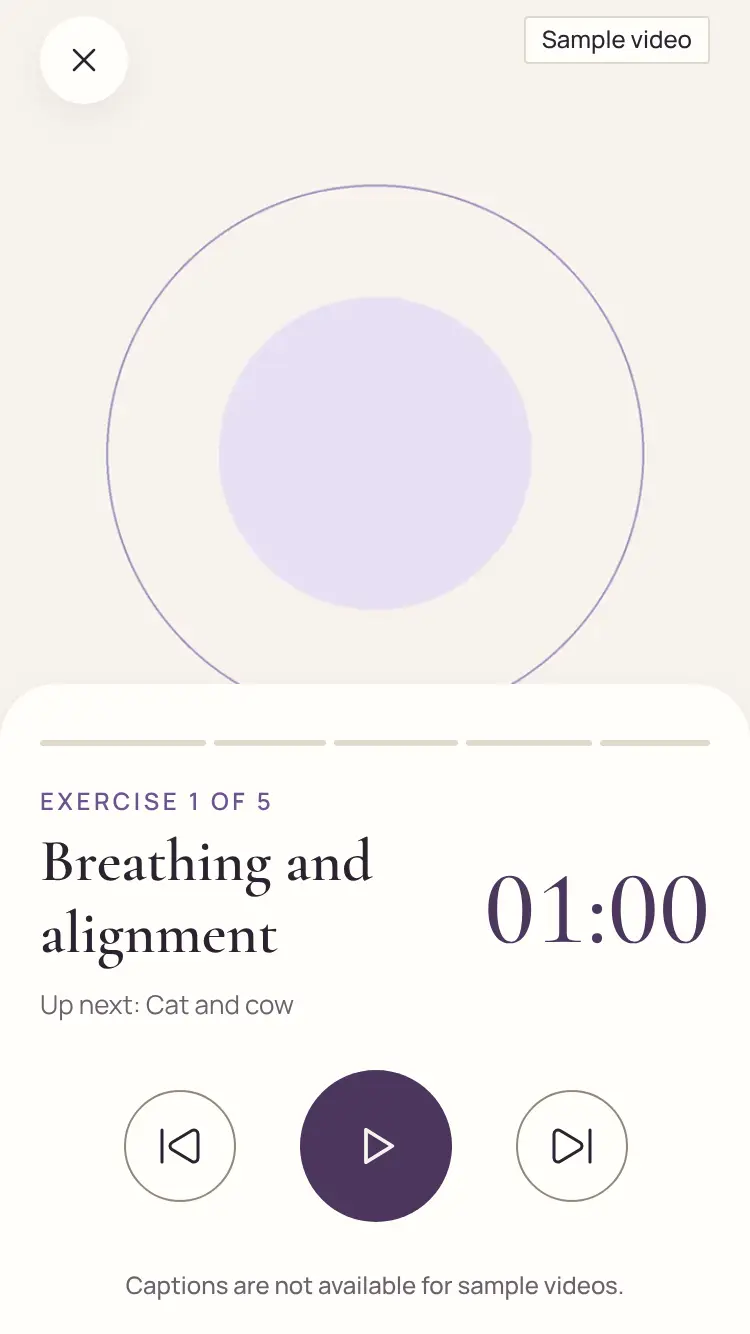 Sample video
EXERCISE 1 OF 5
Breathing and
alignment
01:00
Up next: Cat and cow
Captions are not available for sample videos.